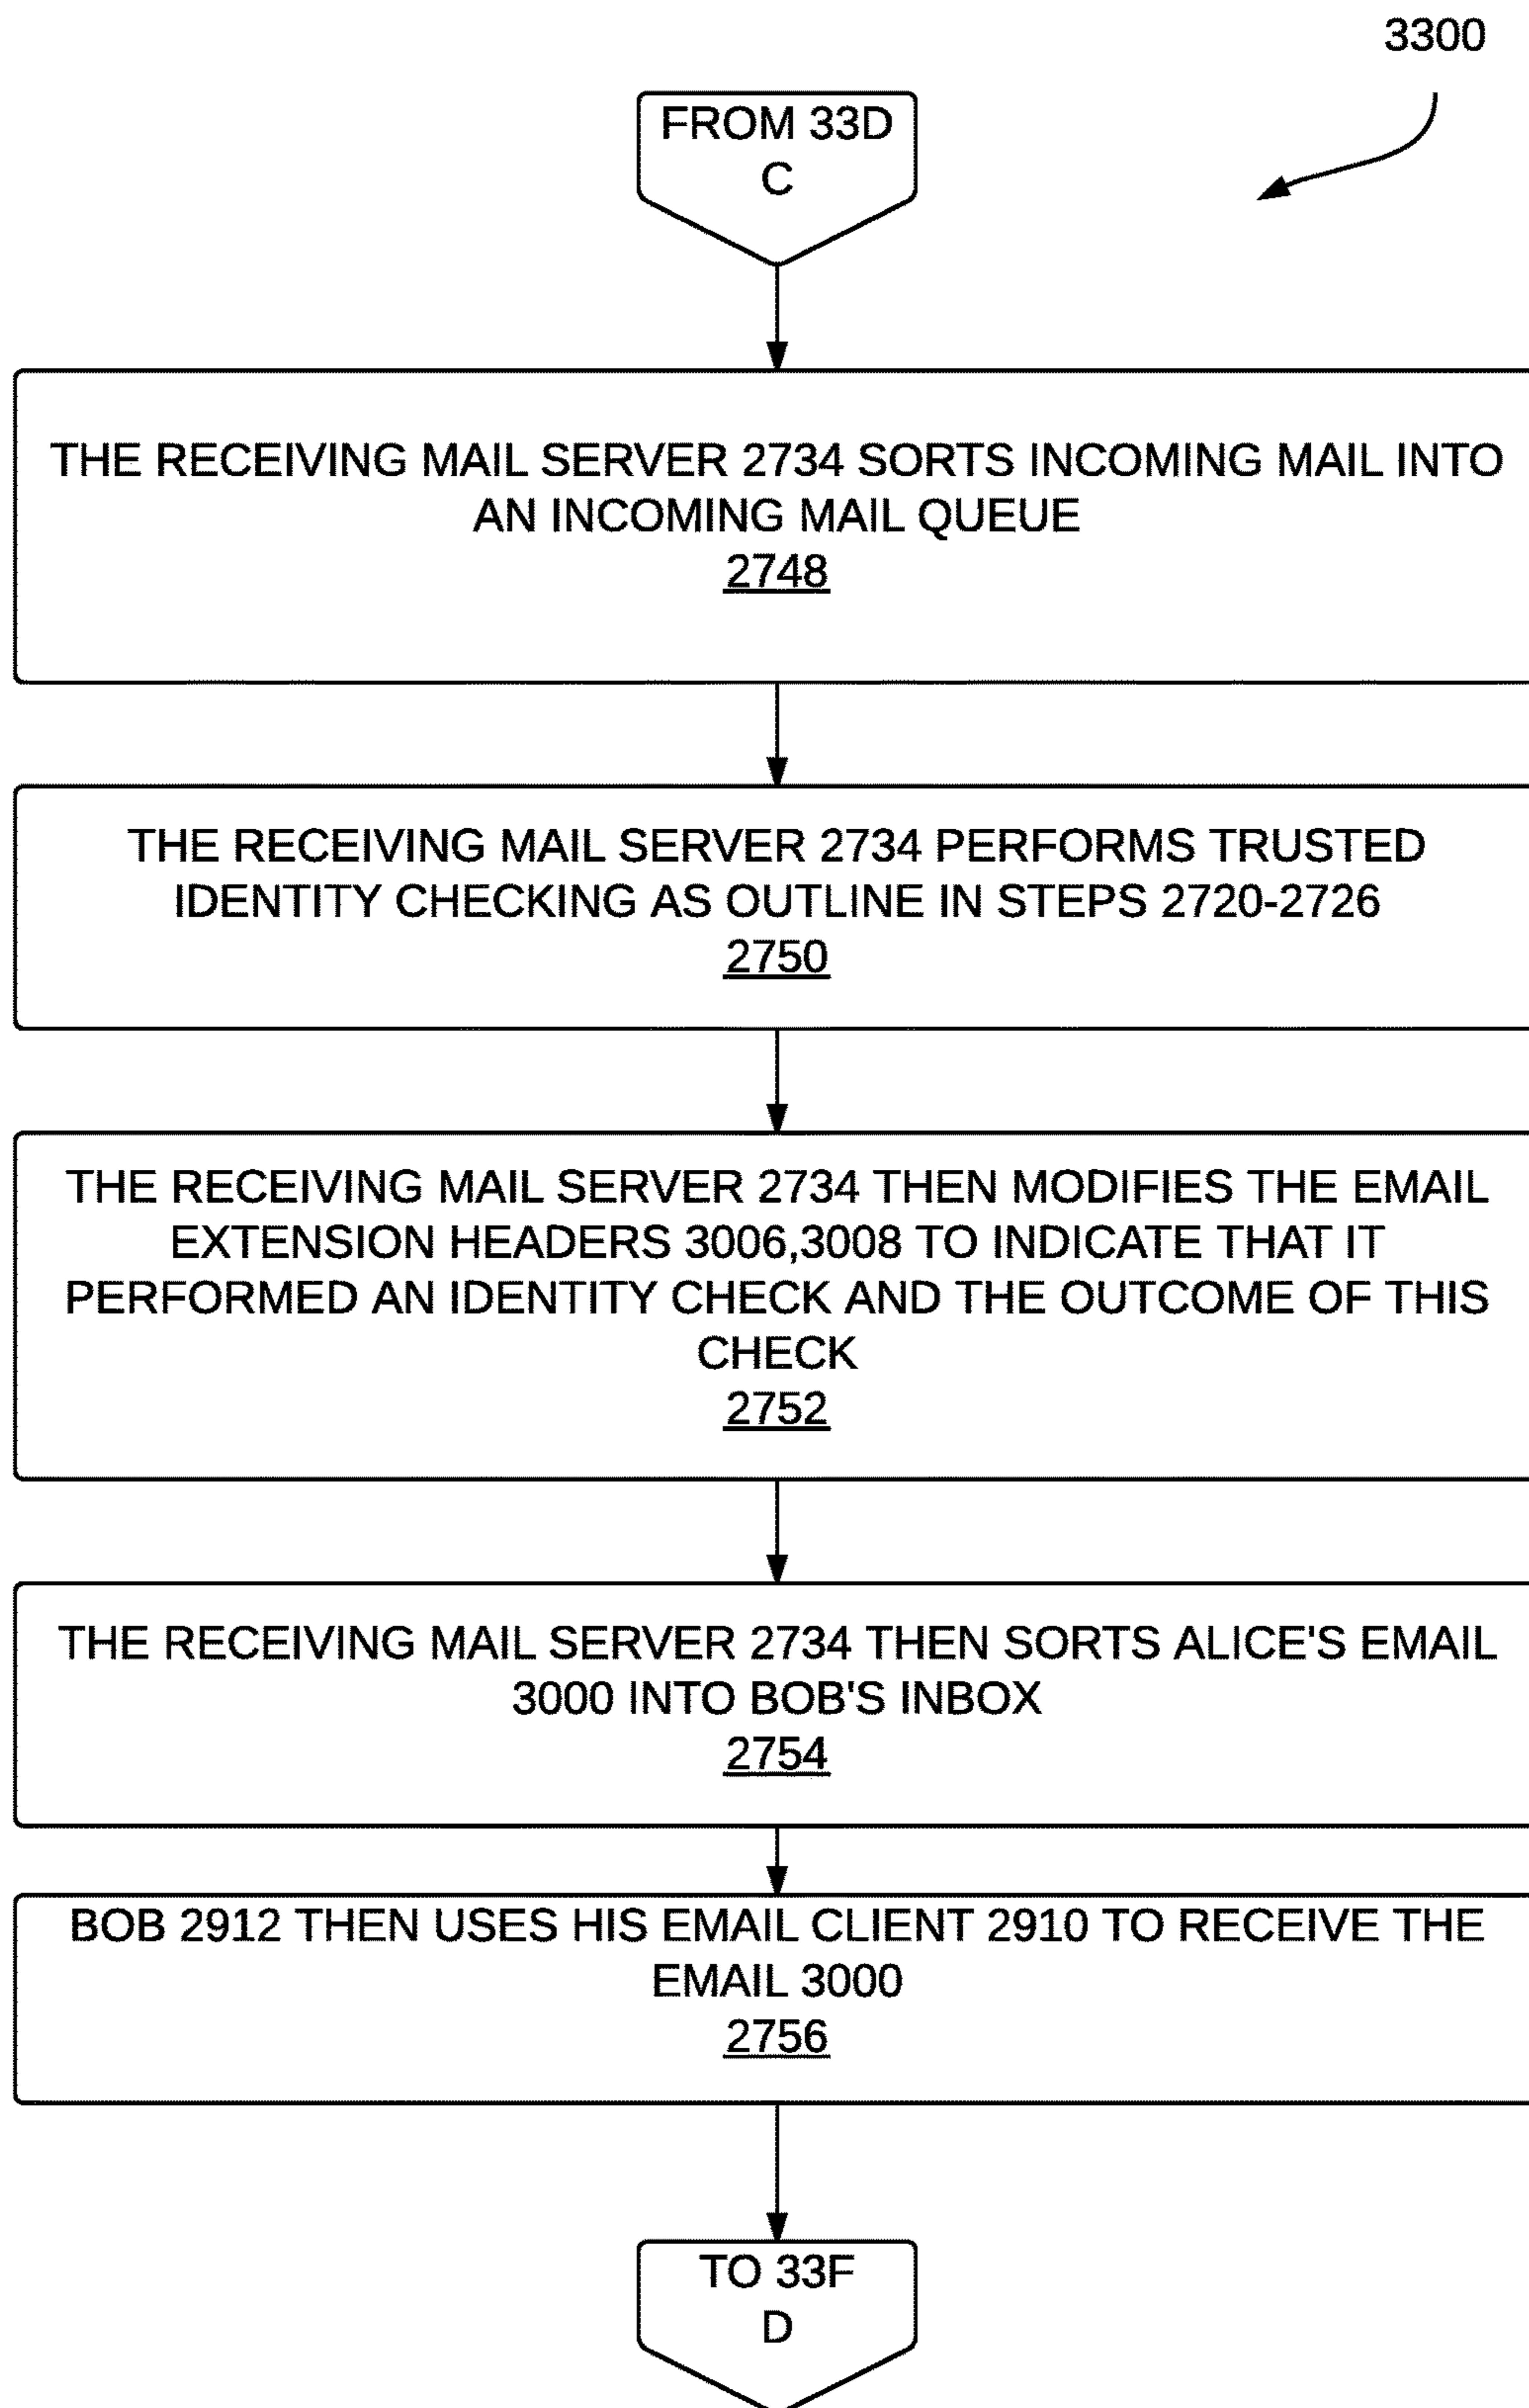 3300
FROM 33D
C
THE RECEIVING MAIL SERVER 2734 SORTS INCOMING MAIL INTO
AN INCOMING MAIL QUEUE
2748
THE RECEIVING MAIL SERVER 2734 PERFORMS TRUSTED
IDENTITY CHECKING AS OUTLINE IN STEPS 2720-2726
2750
THE RECEIVING MAIL SERVER 2734 THEN MODIFIES THE EMAIL
EXTENSION HEADERS 3006,3008 TO INDICATE THAT IT
PERFORMED AN IDENTITY CHECK AND THE OUTCOME OF THIS
CHECK
2752
THE RECEIVING MAIL SERVER 2734 THEN SORTS ALICE'S EMAIL
3000 INTO BOB'S INBOX
2754
BOB 2912 THEN USES HIS EMAIL CLIENT 2910 TO RECEIVE THE
EMAIL 3000
2756
TO 33F
D